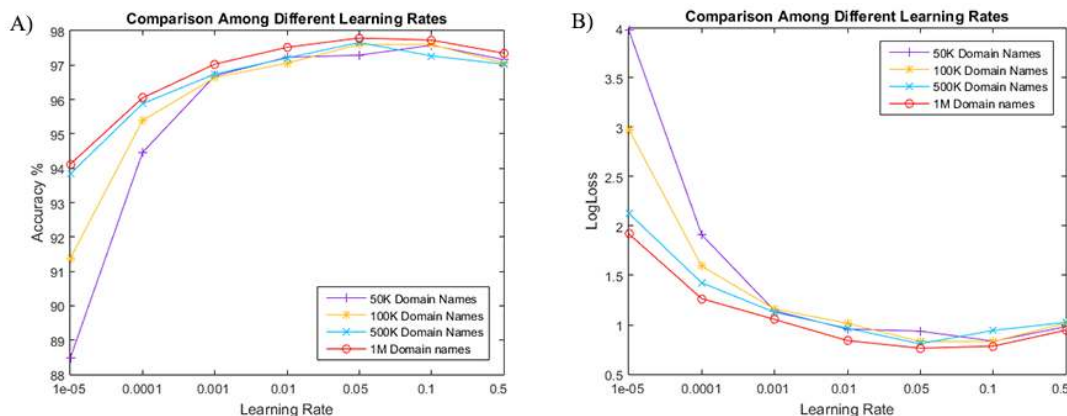 A)
Comparison Among Different Learning Rates
98
97
96
95
94
93
92
91
90
89
88
Accuracy %
1e-05 0.0001 0.001 0.01 0.05 0.1 0.5
Learning Rate
50K Domain Names
100K Domain Names
500K Domain Names
1M Domain names
B)
Comparison Among Different Learning Rates
4
3.5
3
2.5
2
1.5
1
0.5
LogLoss
1e-05 0.0001 0.001 0.01 0.05 0.1 0.5
Learning Rate
50K Domain Names
100K Domain Names
500K Domain Names
1M Domain names